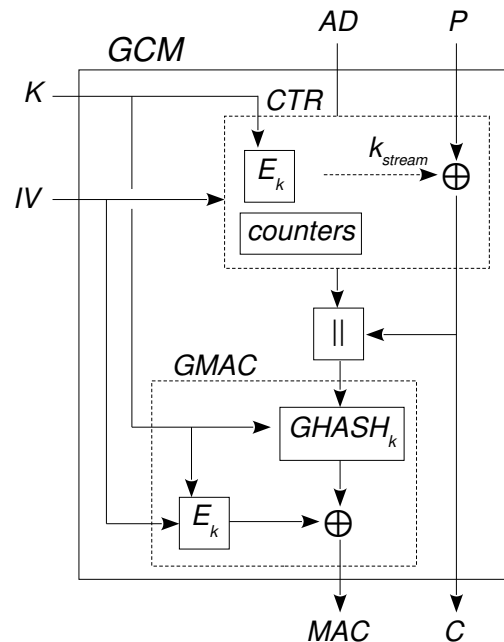 AD P
GCM
K
CTR
E_k k_stream ⊕
IV
counters
||
GMAC
GHASH_k
E_k ⊕
MAC C